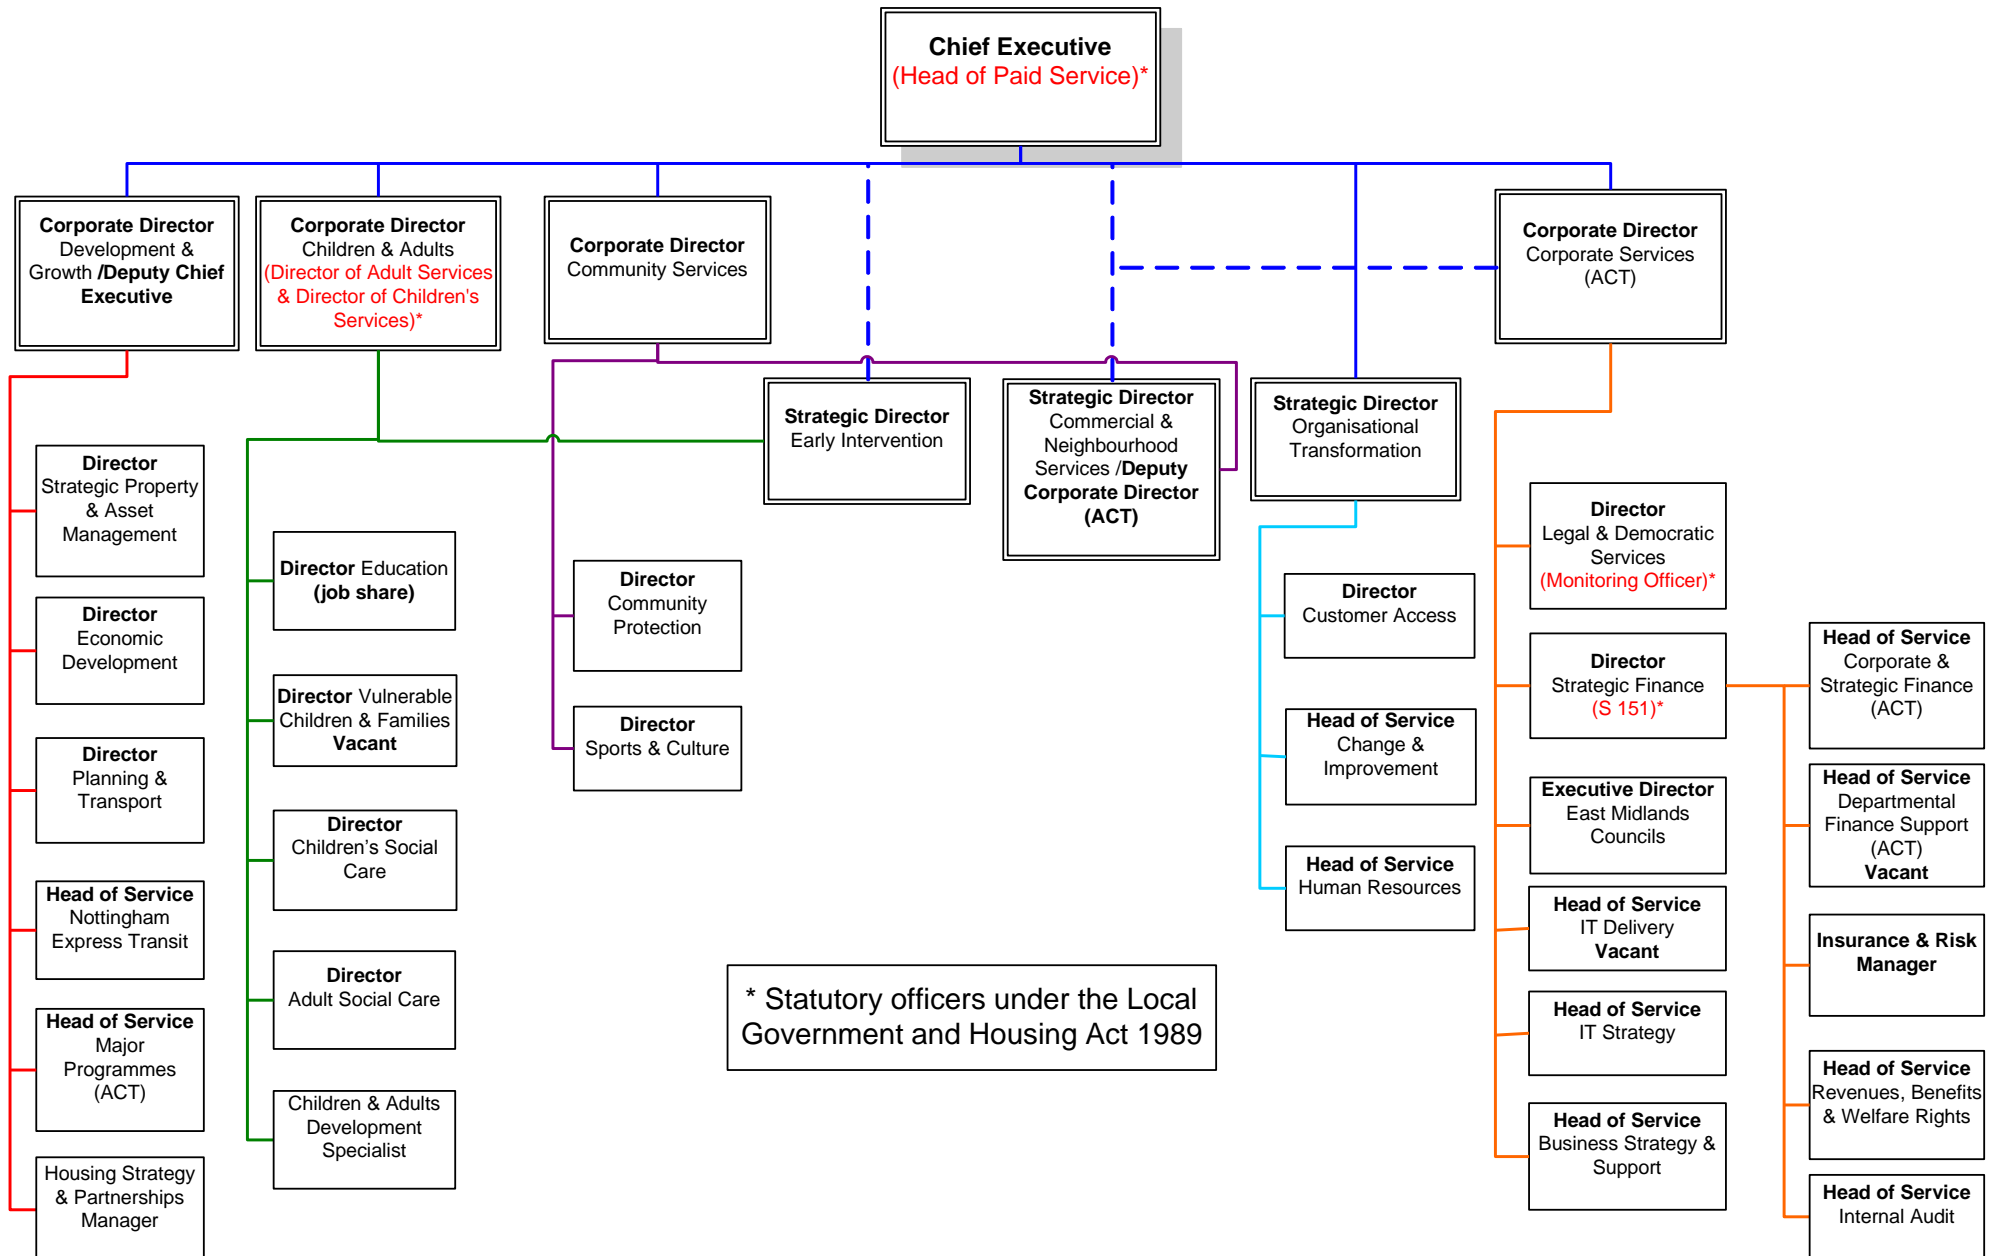 Chief Executive
(Head of Paid Service)*
Corporate Director
Development &
Growth /Deputy Chief
Executive
Corporate Director
Children & Adults
(Director of Adult Services
& Director of Children's
Services)*
Corporate Director
Community Services
Corporate Director
Corporate Services
(ACT)
Strategic Director
Early Intervention
Strategic Director
Commercial &
Neighbourhood
Services /Deputy
Corporate Director
(ACT)
Strategic Director
Organisational
Transformation
Director
Strategic Property
& Asset
Management
Director
Economic
Development
Director
Planning &
Transport
Head of Service
Nottingham
Express Transit
Head of Service
Major
Programmes
(ACT)
Housing Strategy
& Partnerships
Manager
Director Education
(job share)
Director Vulnerable
Children & Families
Vacant
Director
Children’s Social
Care
Director
Adult Social Care
Children & Adults
Development
Specialist
Director
Community
Protection
Director
Sports & Culture
Director
Customer Access
Head of Service
Change &
Improvement
Head of Service
Human Resources
Director
Legal & Democratic
Services
(Monitoring Officer)*
Director
Strategic Finance
(S 151)*
Executive Director
East Midlands
Councils
Head of Service
IT Delivery
Vacant
Head of Service
IT Strategy
Head of Service
Business Strategy &
Support
Head of Service
Corporate &
Strategic Finance
(ACT)
Head of Service
Departmental
Finance Support
(ACT)
Vacant
Insurance & Risk
Manager
Head of Service
Revenues, Benefits
& Welfare Rights
Head of Service
Internal Audit
* Statutory officers under the Local
Government and Housing Act 1989